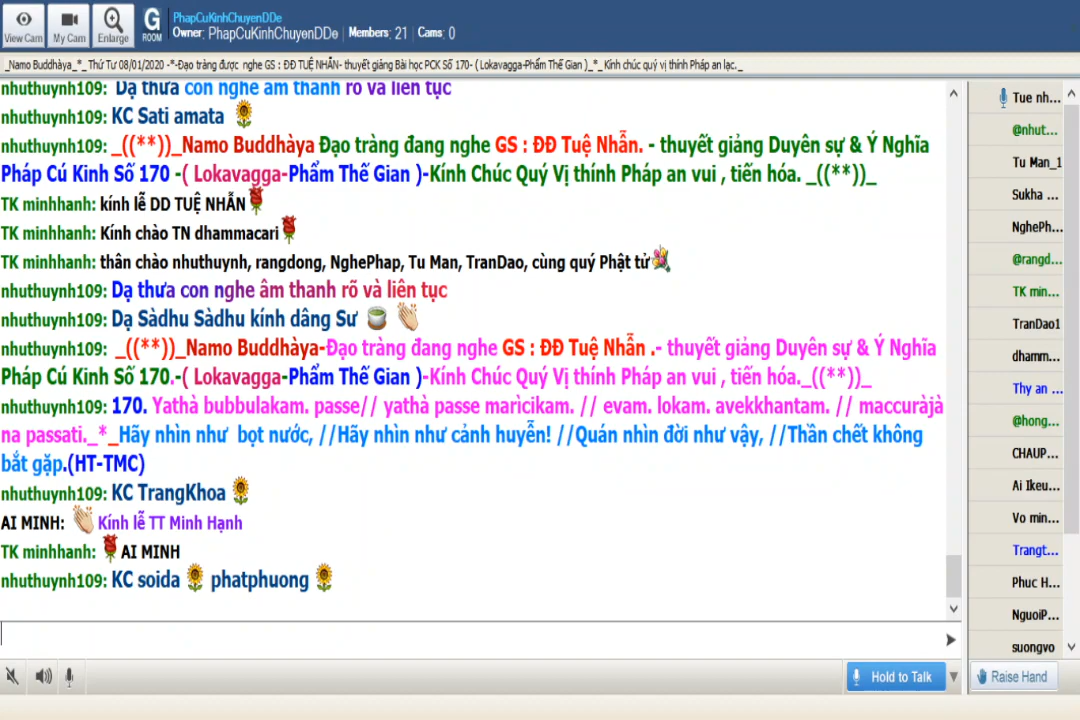 PhapCuKinhChuyenDDe
Owner: PhapCuKinhChuyenDDe | Members: 21 | Cams: 0
View Cam My Cam Enlarge G ROOM
_Namo Buddhàya_*_ Thứ Tư 08/01/2020 -*-Đạo tràng được nghe GS : ĐĐ TUỆ NHẪN- thuyết giảng Bài học PCK Số 170- ( Lokavagga-Phẩm Thế Gian )_*_ Kính chúc quý vị thính Pháp an lạc._
nhuthuynh109: Dạ thưa con nghe âm thanh rõ và liên tục
nhuthuynh109: KC Sati amata
nhuthuynh109: _((**))_Namo Buddhàya Đạo tràng đang nghe GS : ĐĐ Tuệ Nhẫn. - thuyết giảng Duyên sự & Ý Nghĩa
Pháp Cú Kinh Số 170 -( Lokavagga-Phẩm Thế Gian )-Kính Chúc Quý Vị thính Pháp an vui , tiến hóa. _((**))_
TK minhhanh: kính lễ DD TUỆ NHẪN
TK minhhanh: Kính chào TN dhammacari
TK minhhanh: thân chào nhuthuynh, rangdong, NghePhap, Tu Man, TranDao, cùng quý Phật tử
nhuthuynh109: Dạ thưa con nghe âm thanh rõ và liên tục
nhuthuynh109: Dạ Sàdhu Sàdhu kính dâng Sư
nhuthuynh109: _((**))_Namo Buddhàya-Đạo tràng đang nghe GS : ĐĐ Tuệ Nhẫn .- thuyết giảng Duyên sự & Ý Nghĩa
Pháp Cú Kinh Số 170.-( Lokavagga-Phẩm Thế Gian )-Kính Chúc Quý Vị thính Pháp an vui , tiến hóa._((**))_
nhuthuynh109: 170. Yathà bubbulakam. passe// yathà passe marìcikam. // evam. lokam. avekkhantam. // maccuràjà
na passati._*_Hãy nhìn như bọt nước, //Hãy nhìn như cảnh huyễn! //Quán nhìn đời như vậy, //Thần chết không
bắt gặp.(HT-TMC)
nhuthuynh109: KC TrangKhoa
AI MINH: Kính lễ TT Minh Hạnh
TK minhhanh: AI MINH
nhuthuynh109: KC soida phatphuong
Tue nh...
@nhut...
Tu Man_1
Sukha ...
NghePh...
@rangd...
TK min...
TranDao1
dhamm...
Thy an ...
@hong...
CHAUP...
Ai Ikeu...
Vo min...
Trangt...
Phuc H...
NguoiP...
suongvo
Hold to Talk
Raise Hand